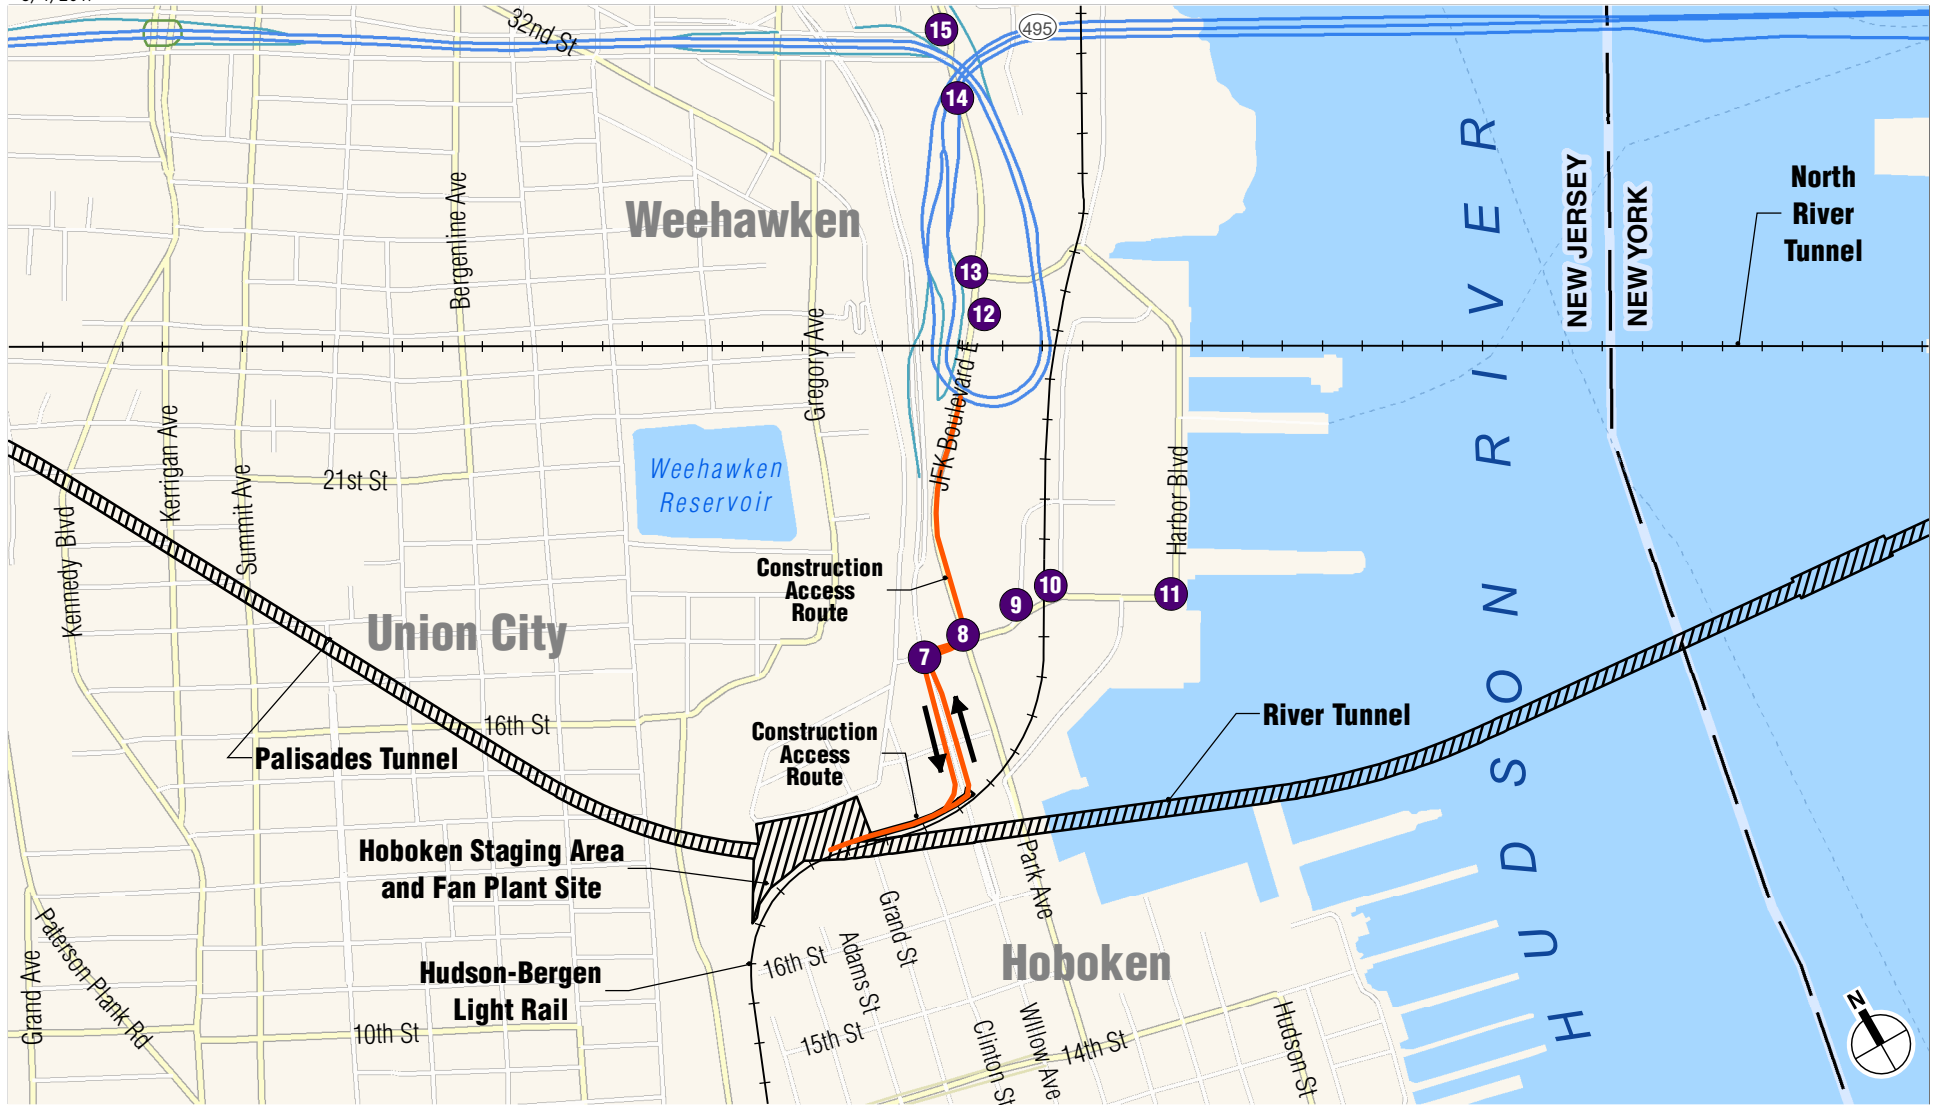 32nd St
15
495
14
Weehawken
Bergenline Ave
13
12
Gregory Ave
JFK Boulevard E
NEW JERSEY
NEW YORK
North
River
Tunnel
HUDSON RIVER
Kerrigan Ave
Summit Ave
21st St
Kennedy Blvd
Weehawken
Reservoir
Harbor Blvd
Construction
Access
Route
10
9
11
8
7
Union City
16th St
Palisades Tunnel
Construction
Access
Route
River Tunnel
Hoboken Staging Area
and Fan Plant Site
Park Ave
Grand St
Adams St
16th St
Hoboken
Hudson-Bergen
Light Rail
Paterson Plank Rd
Grand Ave
10th St
15th St
Clinton St
Willow Ave
14th St
Hudson St
N